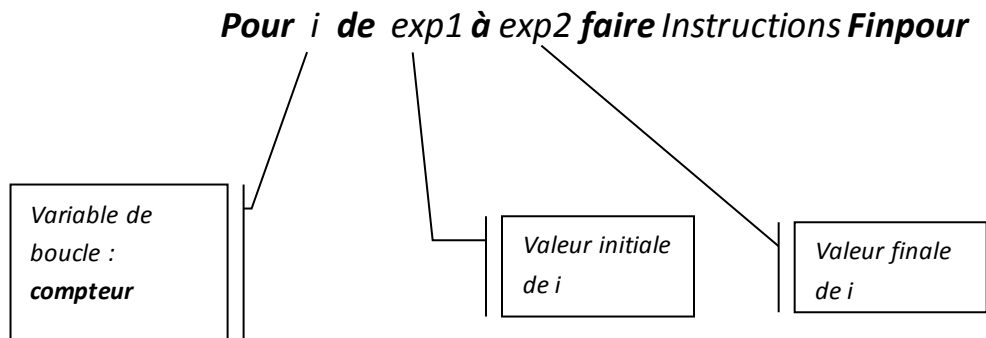 Pour i de exp1 à exp2 faire Instructions Finpour
Variable de
boucle :
compteur
Valeur initiale
de i
Valeur finale
de i